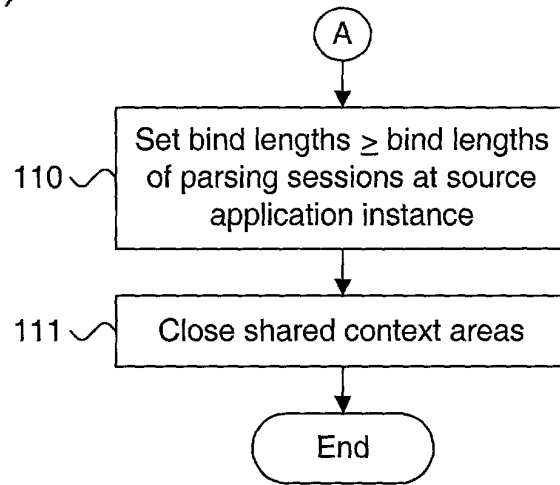 A
Set bind lengths ≥ bind lengths
110
of parsing sessions at source
application instance
111
Close shared context areas
End